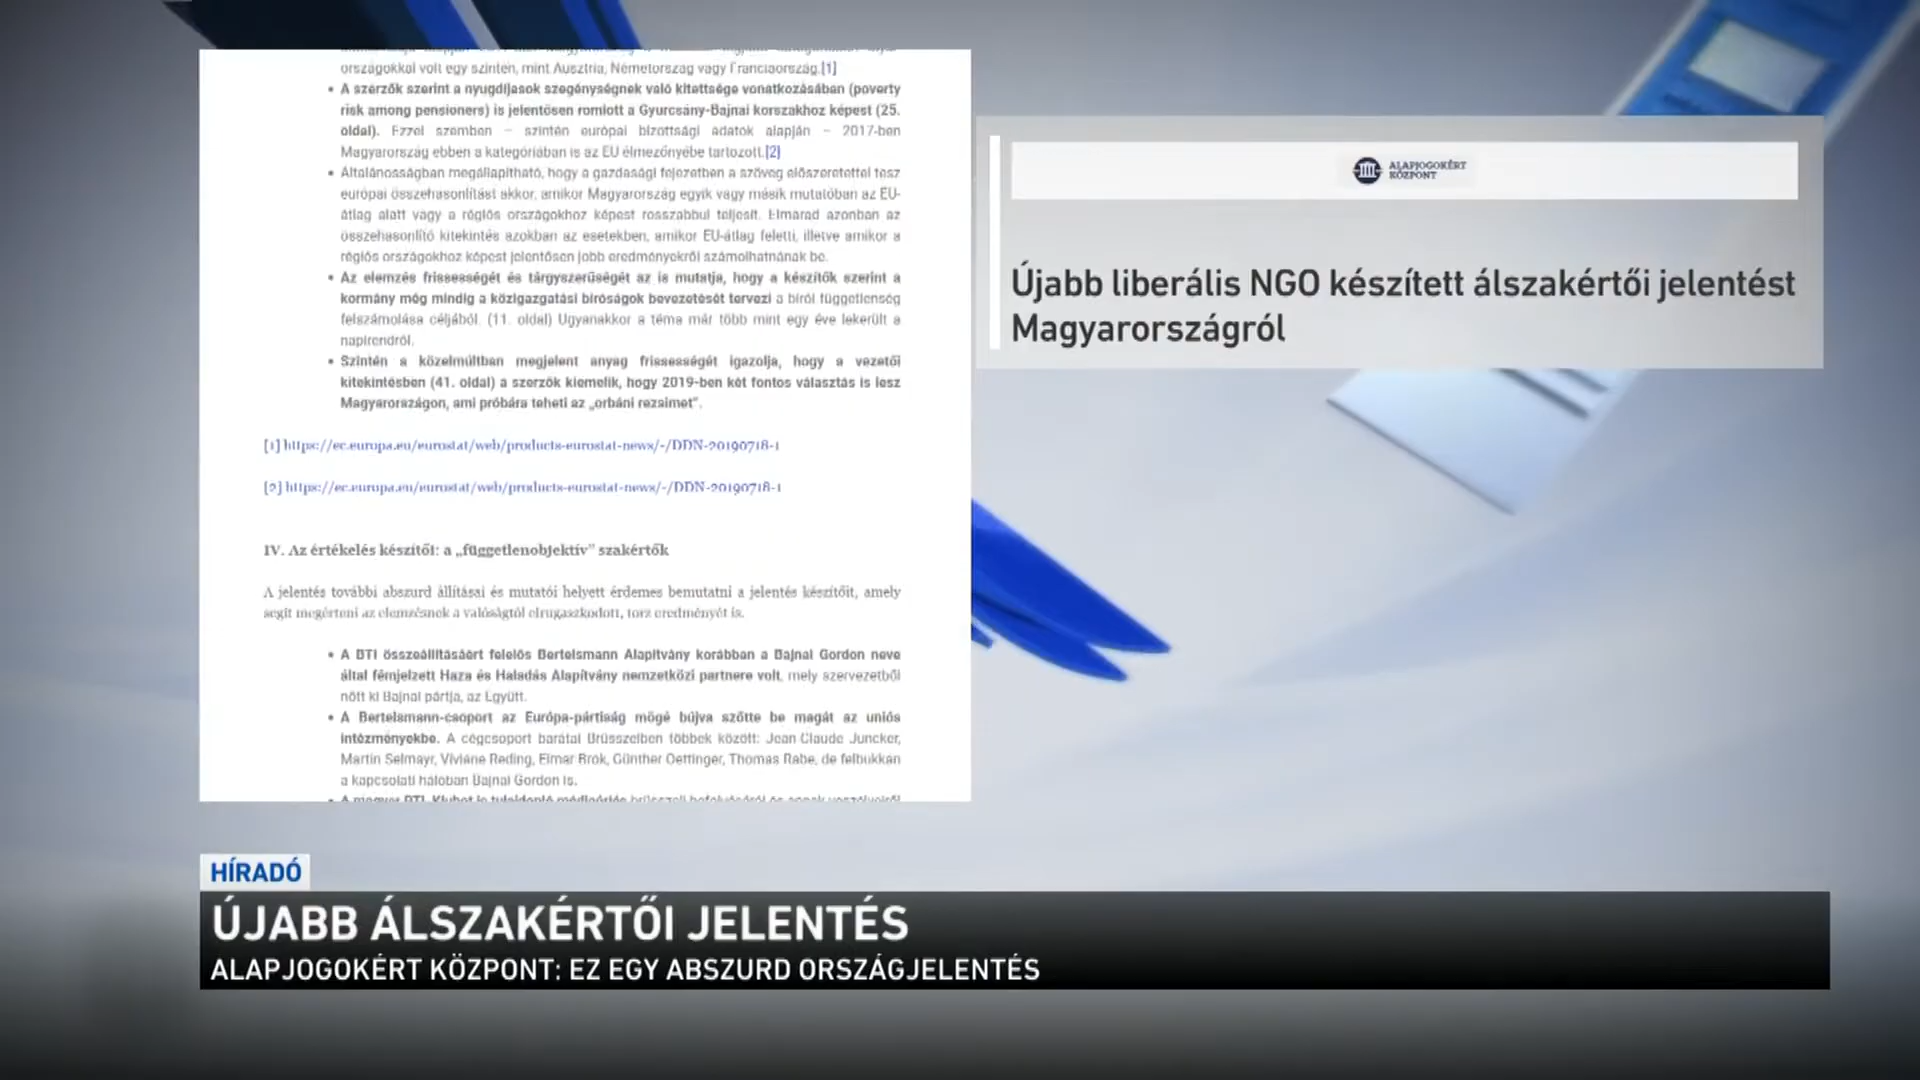 országokkal volt egy szinten, mint Ausztria, Németország vagy Franciaország.[1]
• A szerzők szerint a nyugdíjasok szegénységnek való kitettsége vonatkozásában (poverty
risk among pensioners) is jelentősen romlott a Gyurcsány-Bajnai korszakhoz képest (25.
oldal). Ezzel szemben – szintén európai bizottsági adatok alapján – 2017-ben
Magyarország ebben a kategóriában is az EU élmezőnyébe tartozott.[2]
• Általánosságban megállapítható, hogy a gazdasági fejezetben a szöveg előszeretettel tesz
európai összehasonlítást akkor, amikor Magyarország egyik vagy másik mutatóban az EU-
átlag alatt vagy a régiós országokhoz képest rosszabbul teljesít. Elmarad azonban az
összehasonlító kitekintés azokban az esetekben, amikor EU-átlag feletti, illetve amikor a
régiós országokhoz képest jelentősen jobb eredményekről számolhatnának be.
• Az elemzés frissességét és tárgyszerűségét az is mutatja, hogy a készítők szerint a
kormány még mindig a közigazgatási bíróságok bevezetését tervezi a bírói függetlenség
felszámolása céljából. (11. oldal) Ugyanakkor a téma már több mint egy éve lekerült a
napirendről.
• Szintén a közelmúltban megjelent anyag frissességét igazolja, hogy a vezetői
kitekintésben (41. oldal) a szerzők kiemelik, hogy 2019-ben két fontos választás is lesz
Magyarországon, ami próbára teheti az „orbáni rezsimet”.
[1] https://ec.europa.eu/eurostat/web/products-eurostat-news/-/DDN-20190718-1
[2] https://ec.europa.eu/eurostat/web/products-eurostat-news/-/DDN-20190718-1
IV. Az értékelés készítői: a „függetlenobjektív” szakértők
A jelentés további abszurd állításai és mutatói helyett érdemes bemutatni a jelentés készítőit, amely
segít megérteni az elemzésnek a valóságtól elrugaszkodott, torz eredményét is.
• A BTI összeállításáért felelős Bertelsmann Alapítvány korábban a Bajnai Gordon neve
által fémjelzett Haza és Haladás Alapítvány nemzetközi partnere volt, mely szervezetből
nőtt ki Bajnai pártja, az Együtt.
• A Bertelsmann-csoport az Európa-pártiság mögé bújva szőtte be magát az uniós
intézményekbe. A cégcsoport barátai Brüsszelben többek között: Jean-Claude Juncker,
Martin Selmayr, Viviane Reding, Elmar Brok, Günther Oettinger, Thomas Rabe, de felbukkan
a kapcsolati hálóban Bajnai Gordon is.
• A magyar RTL Klubot is tulajdonló médiaóriás brüsszeli befolyásáról és annak veszélyeiről
ALAPJOGOKÉRT
KÖZPONT
Újabb liberális NGO készített álszakértői jelentést
Magyarországról
HÍRADÓ
ÚJABB ÁLSZAKÉRTŐI JELENTÉS
ALAPJOGOKÉRT KÖZPONT: EZ EGY ABSZURD ORSZÁGJELENTÉS